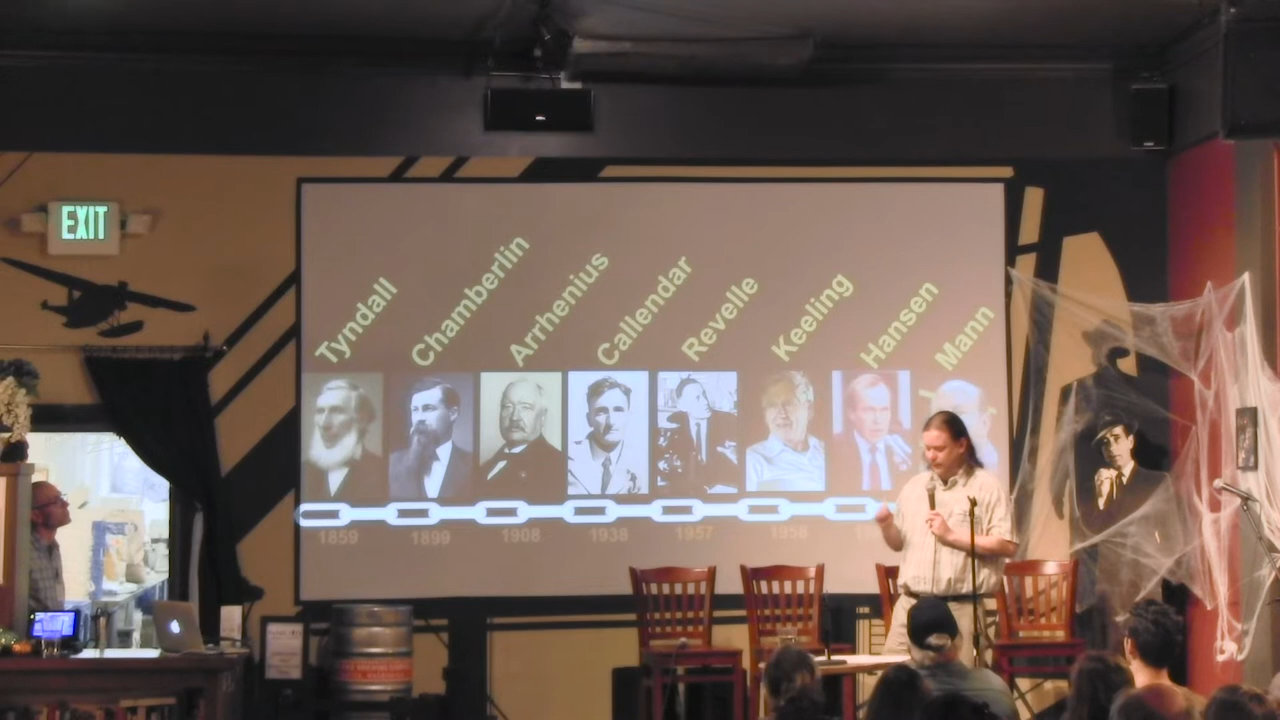 EXIT
Tyndall
Chamberlin
Arrhenius
Callendar
Revelle
Keeling
Hansen
Mann
1859
1899
1908
1938
1957
1958